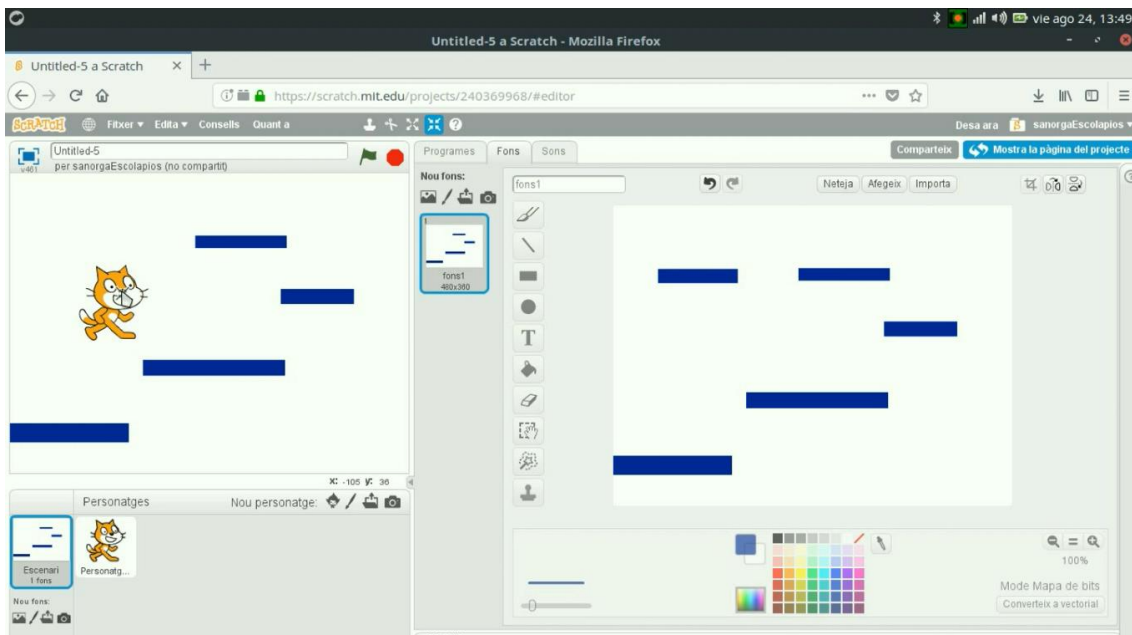 vie ago 24, 13:49
Untitled-5 a Scratch - Mozilla Firefox
Untitled-5 a Scratch
https://scratch.mit.edu/projects/240369968/#editor
SCRATCH Fitxer Edita Consells Quant a Desa ara sanorgaEscolapios
Untitled-5
per sanorgaEscolapios (no compartit)
v461
Programes Fons Sons Comparteix Mostra la pàgina del projecte
Nou fons:
fons1 Neteja Afegeix Importa
1
fons1
480x360
T
X: -105 Y: 36
Personatges Nou personatge:
Escenari
1 fons
Personatg...
Nou fons:
100%
Mode Mapa de bits
Converteix a vectorial